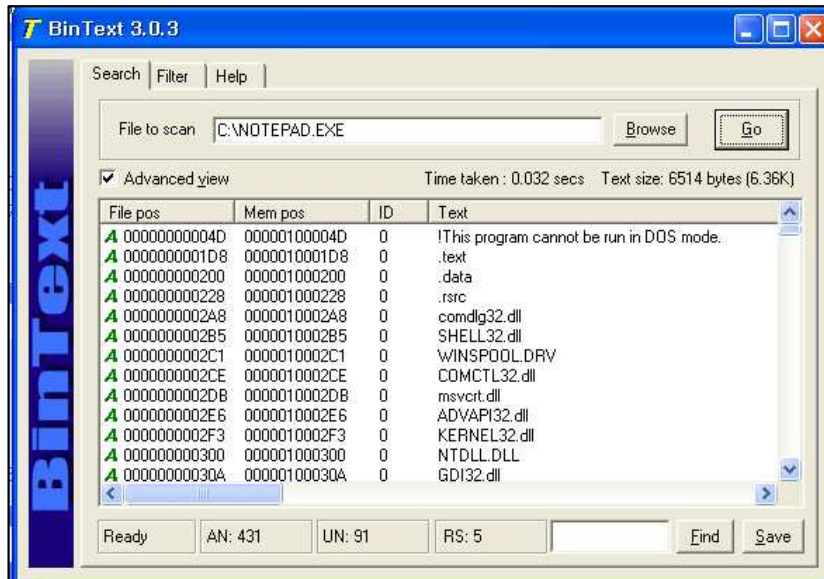 BinText 3.0.3
Search Filter Help
File to scan C:\NOTEPAD.EXE Browse Go
Advanced view Time taken : 0.032 secs Text size: 6514 bytes (6.36K)
File pos Mem pos ID Text
A 00000000004D 00000100004D 0 !This program cannot be run in DOS mode.
A 0000000001D8 0000010001D8 0 .text
A 000000000200 000001000200 0 .data
A 000000000228 000001000228 0 .rsrc
A 0000000002A8 0000010002A8 0 comdlg32.dll
A 0000000002B5 0000010002B5 0 SHELL32.dll
A 0000000002C1 0000010002C1 0 WINSPOOL.DRV
A 0000000002CE 0000010002CE 0 COMCTL32.dll
A 0000000002DB 0000010002DB 0 msvcrt.dll
A 0000000002E6 0000010002E6 0 ADVAPI32.dll
A 0000000002F3 0000010002F3 0 KERNEL32.dll
A 000000000300 000001000300 0 NTDLL.DLL
A 00000000030A 00000100030A 0 GDI32.dll
BinText
Ready AN: 431 UN: 91 RS: 5 Find Save